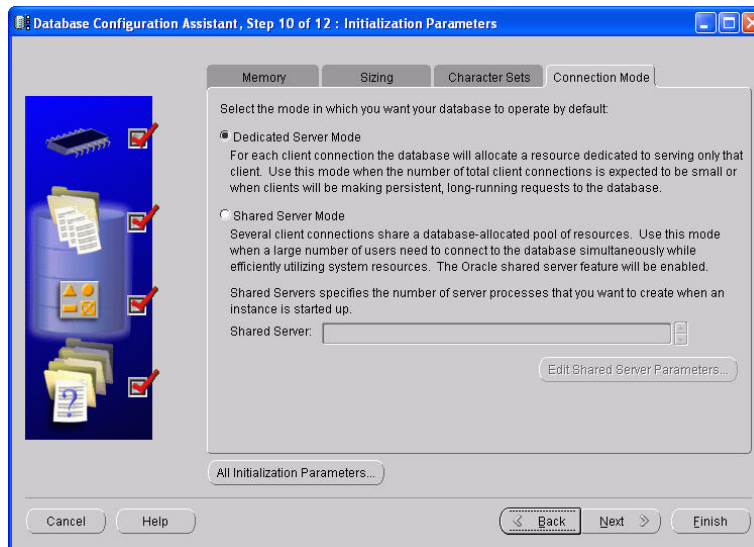 Database Configuration Assistant, Step 10 of 12 : Initialization Parameters
Memory
Sizing
Character Sets
Connection Mode
Select the mode in which you want your database to operate by default:
Dedicated Server Mode
For each client connection the database will allocate a resource dedicated to serving only that
client. Use this mode when the number of total client connections is expected to be small or
when clients will be making persistent, long-running requests to the database.
Shared Server Mode
Several client connections share a database-allocated pool of resources. Use this mode
when a large number of users need to connect to the database simultaneously while
efficiently utilizing system resources. The Oracle shared server feature will be enabled.
Shared Servers specifies the number of server processes that you want to create when an
instance is started up.
Shared Server:
Edit Shared Server Parameters...
?
All Initialization Parameters...
Cancel
Help
Back
Next
Finish